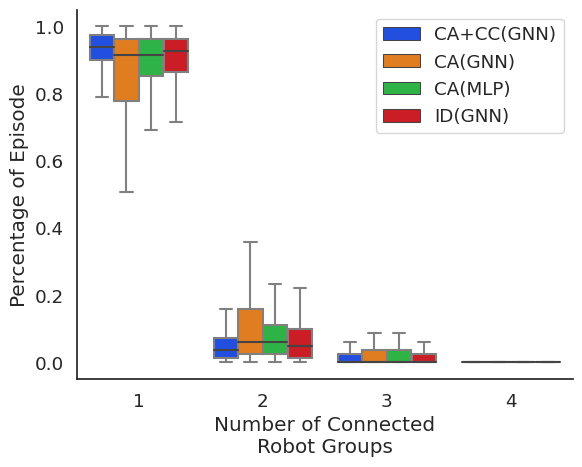 CA+CC(GNN)
CA(GNN)
CA(MLP)
ID(GNN)
Percentage of Episode
1.0
0.8
0.6
0.4
0.2
0.0
1 2 3 4
Number of Connected
Robot Groups